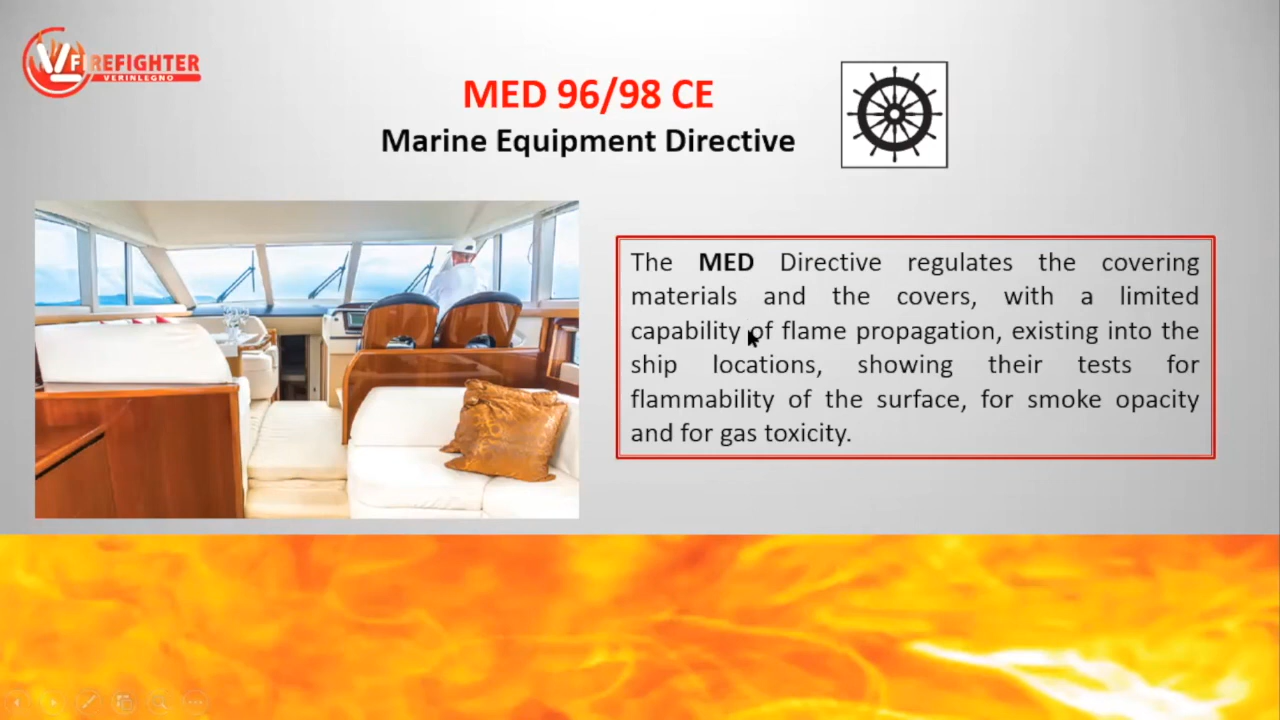 VFIREFIGHTER
VERINLEGNO
MED 96/98 CE
Marine Equipment Directive
The MED Directive regulates the covering
materials and the covers, with a limited
capability of flame propagation, existing into the
ship locations, showing their tests for
flammability of the surface, for smoke opacity
and for gas toxicity.